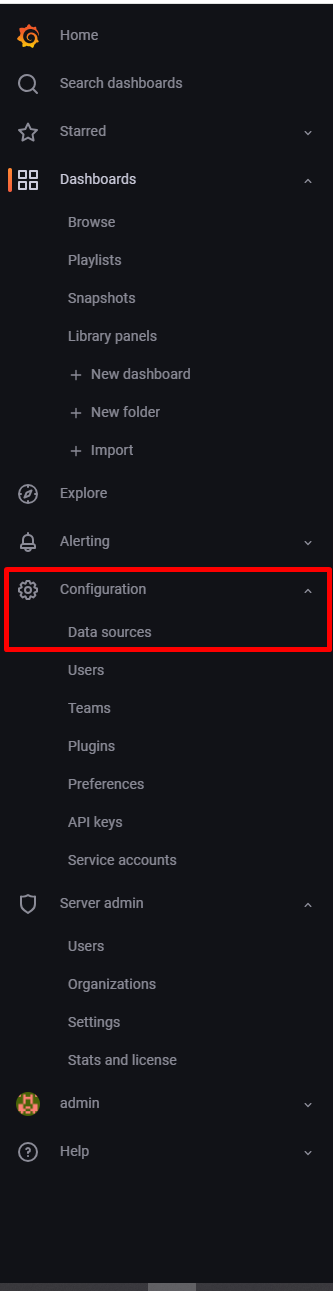 Home
Search dashboards
Starred
Dashboards
Browse
Playlists
Snapshots
Library panels
+ New dashboard
+ New folder
+ Import
Explore
Alerting
Configuration
Data sources
Users
Teams
Plugins
Preferences
API keys
Service accounts
Server admin
Users
Organizations
Settings
Stats and license
admin
Help